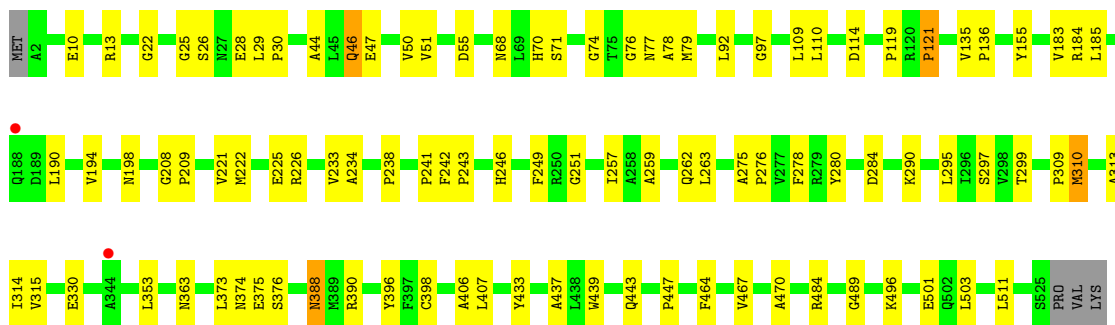 MET A2 E10 R13 G22 G25 S26 N27 E28 L29 P30 A44 L45 Q46 E47 V50 V51 D55 N68 L69 H70 S71 G74 T75 G76 N77 A78 M79 L92 G97 L109 L110 D114 P119 R120 P121 V135 P136 Y155 V183 R184 L185
Q188 D189 L190 V194 N198 G208 P209 V221 M222 E225 R226 V233 A234 P238 P241 F242 P243 H246 F249 R250 G251 I257 A258 A259 Q262 L263 A275 P276 V277 F278 R279 Y280 D284 K290 L295 I296 S297 V298 T299 P309 M310 A313
I314 V315 E330 A344 L353 N363 L373 N374 E375 S376 N388 M389 R390 Y396 F397 C398 A406 L407 Y433 A437 L438 W439 Q443 P447 F464 V467 A470 R484 G489 K496 E501 Q502 L503 L511 S525 PRO VAL LYS